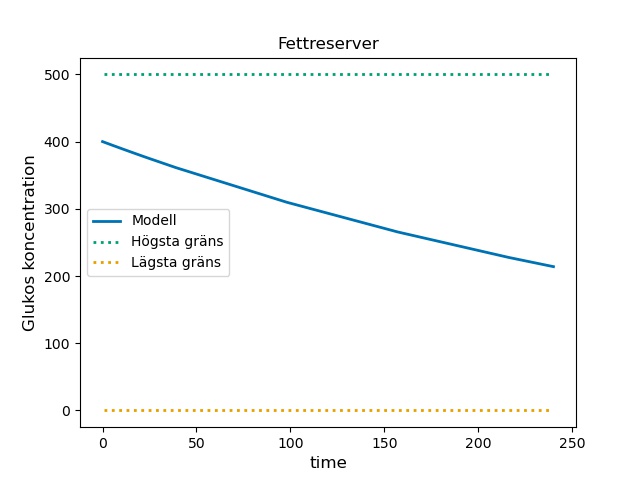 Fettreserver
500
400
300
200
100
0
Glukos koncentration
Modell
Högsta gräns
Lägsta gräns
0 50 100 150 200 250
time